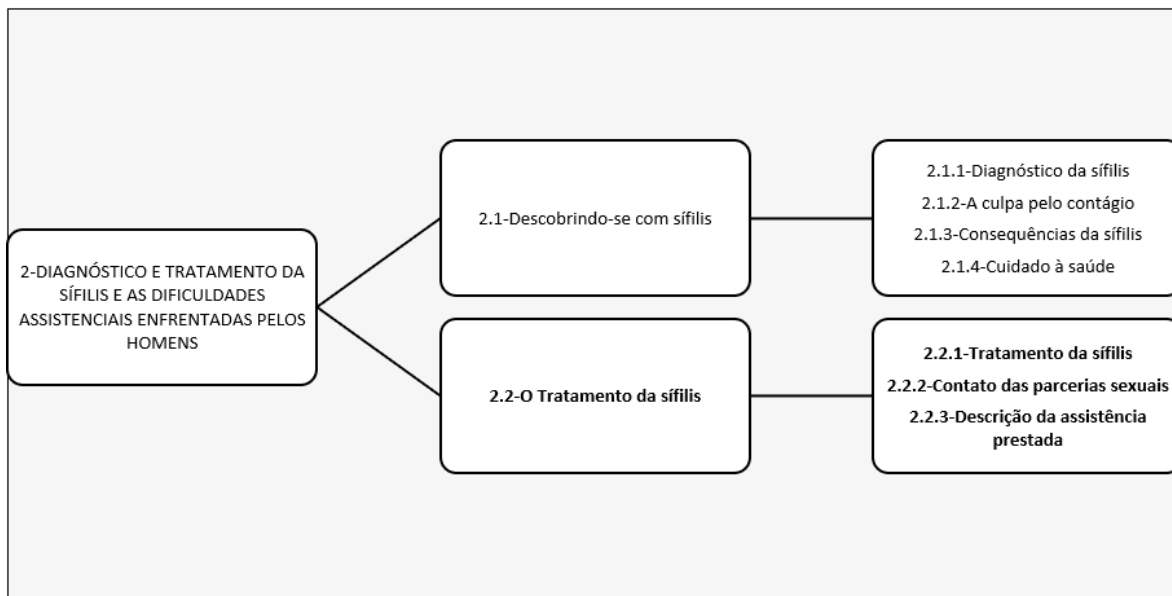 2-DIAGNÓSTICO E TRATAMENTO DA
SÍFILIS E AS DIFICULDADES
ASSISTENCIAIS ENFRENTADAS PELOS
HOMENS
2.1-Descobrindo-se com sífilis
2.1.1-Diagnóstico da sífilis
2.1.2-A culpa pelo contágio
2.1.3-Consequências da sífilis
2.1.4-Cuidado à saúde
2.2-O Tratamento da sífilis
2.2.1-Tratamento da sífilis
2.2.2-Contato das parcerias sexuais
2.2.3-Descrição da assistência
prestada